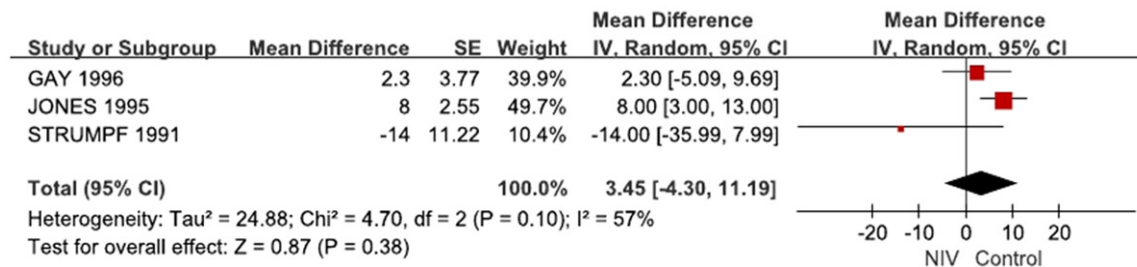 Mean Difference Mean Difference
Study or Subgroup Mean Difference SE Weight IV, Random, 95% CI IV, Random, 95% CI
GAY 1996 2.3 3.77 39.9% 2.30 [-5.09, 9.69]
JONES 1995 8 2.55 49.7% 8.00 [3.00, 13.00]
STRUMPF 1991 -14 11.22 10.4% -14.00 [-35.99, 7.99]
Total (95% CI) 100.0% 3.45 [-4.30, 11.19]
Heterogeneity: Tau² = 24.88; Chi² = 4.70, df = 2 (P = 0.10); I² = 57%
Test for overall effect: Z = 0.87 (P = 0.38)
-20 -10 0 10 20
NIV Control